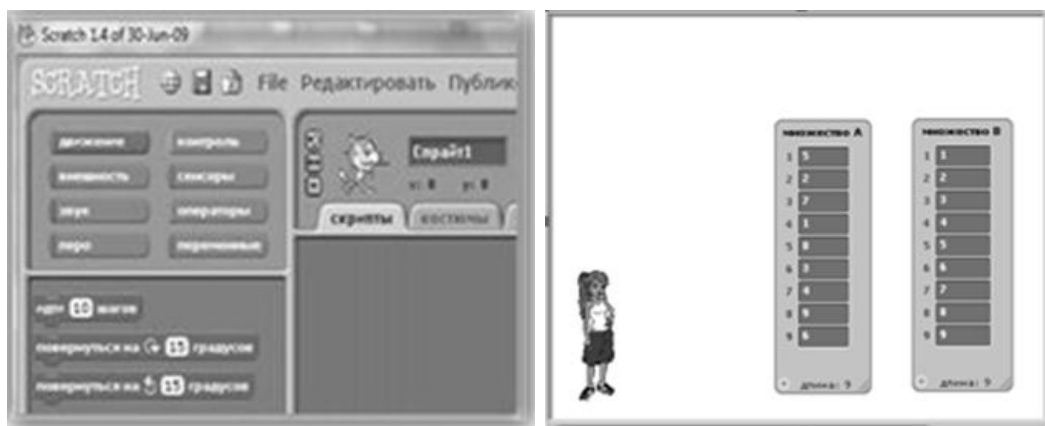 Scratch 1.4 of 30-Jun-09
SCRATCH File Редактировать Публик
движение контроль
внешность сенсоры
звук операторы
перо переменные
Спрайт1
x: 0 y: 0
скрипты костюмы
иди 10 шагов
повернуться на 15 градусов
повернуться на 15 градусов
множество A
1 5
2 2
3 7
4 1
5 8
6 3
7 4
8 9
9 6
+ длина: 9
множество B
1 1
2 2
3 3
4 4
5 5
6 6
7 7
8 8
9 9
+ длина: 9